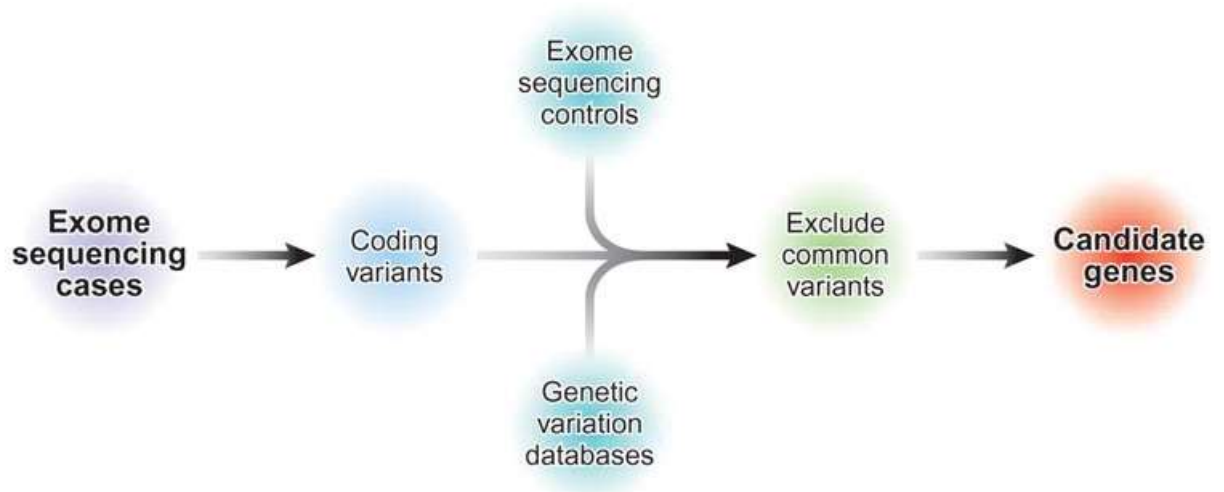 Exome
sequencing
controls
Exome
sequencing
cases
Coding
variants
Exclude
common
variants
Candidate
genes
Genetic
variation
databases